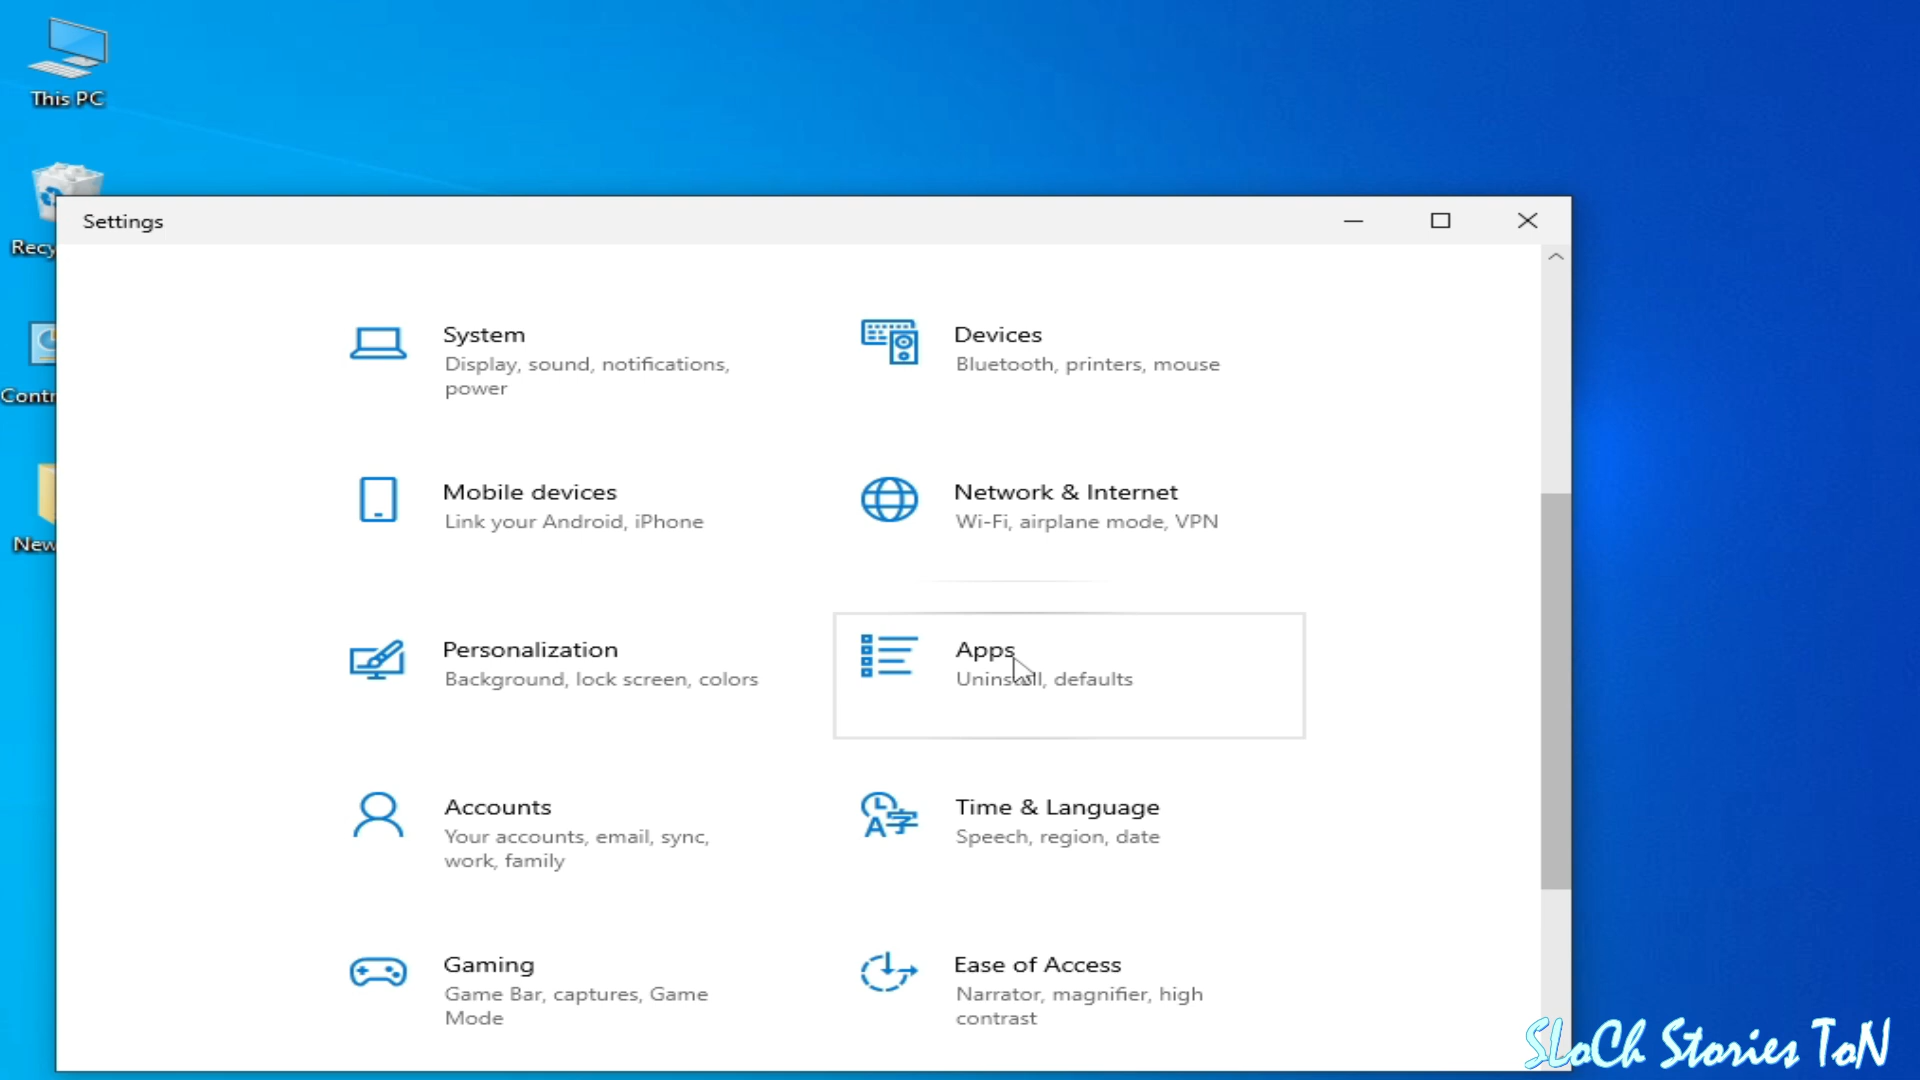 This PC
Settings
System
Display, sound, notifications,
power
Devices
Bluetooth, printers, mouse
Mobile devices
Link your Android, iPhone
Network & Internet
Wi-Fi, airplane mode, VPN
Personalization
Background, lock screen, colors
Apps
Uninstall, defaults
Accounts
Your accounts, email, sync,
work, family
Time & Language
Speech, region, date
Gaming
Game Bar, captures, Game
Mode
Ease of Access
Narrator, magnifier, high
contrast
Recy
Contr
New
SLoCh Stories ToN